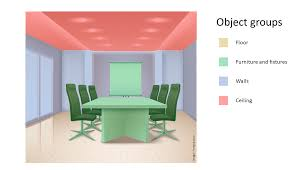 Object groups
Floor
Furniture and fixtures
Walls
Ceiling